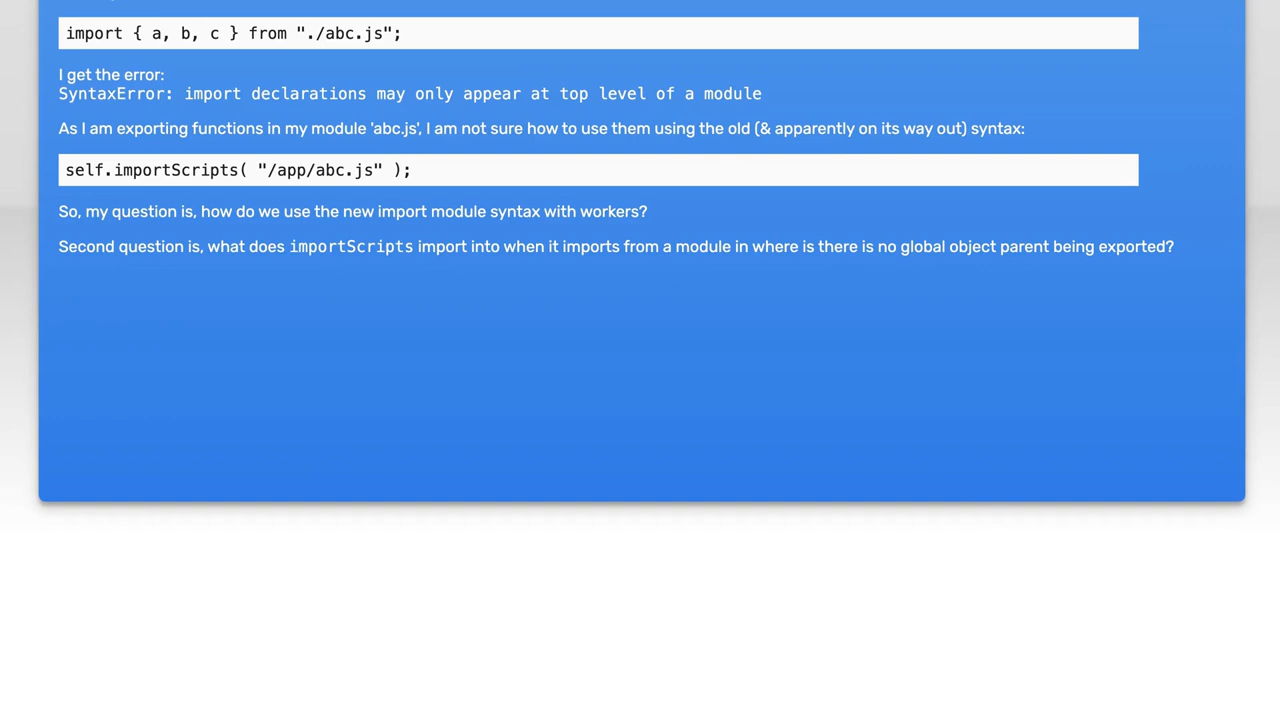 import { a, b, c } from "./abc.js";
I get the error:
SyntaxError: import declarations may only appear at top level of a module
As I am exporting functions in my module 'abc.js', I am not sure how to use them using the old (& apparently on its way out) syntax:
self.importScripts( "/app/abc.js" );
So, my question is, how do we use the new import module syntax with workers?
Second question is, what does importScripts import into when it imports from a module in where is there is no global object parent being exported?